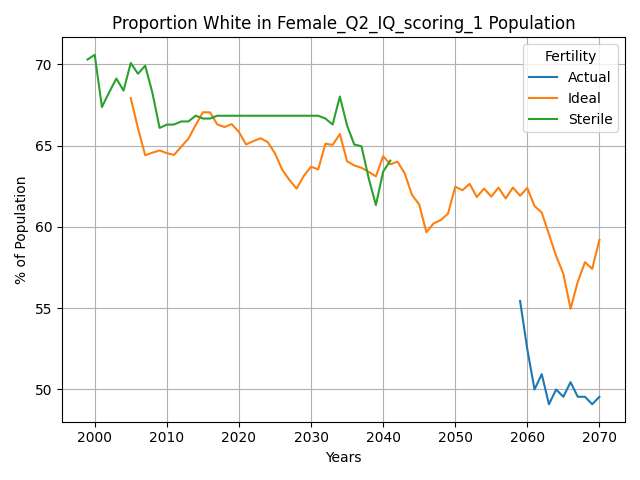 Proportion White in Female_Q2_IQ_scoring_1 Population
Fertility
Actual
Ideal
Sterile
% of Population
70
65
60
55
50
2000 2010 2020 2030 2040 2050 2060 2070
Years